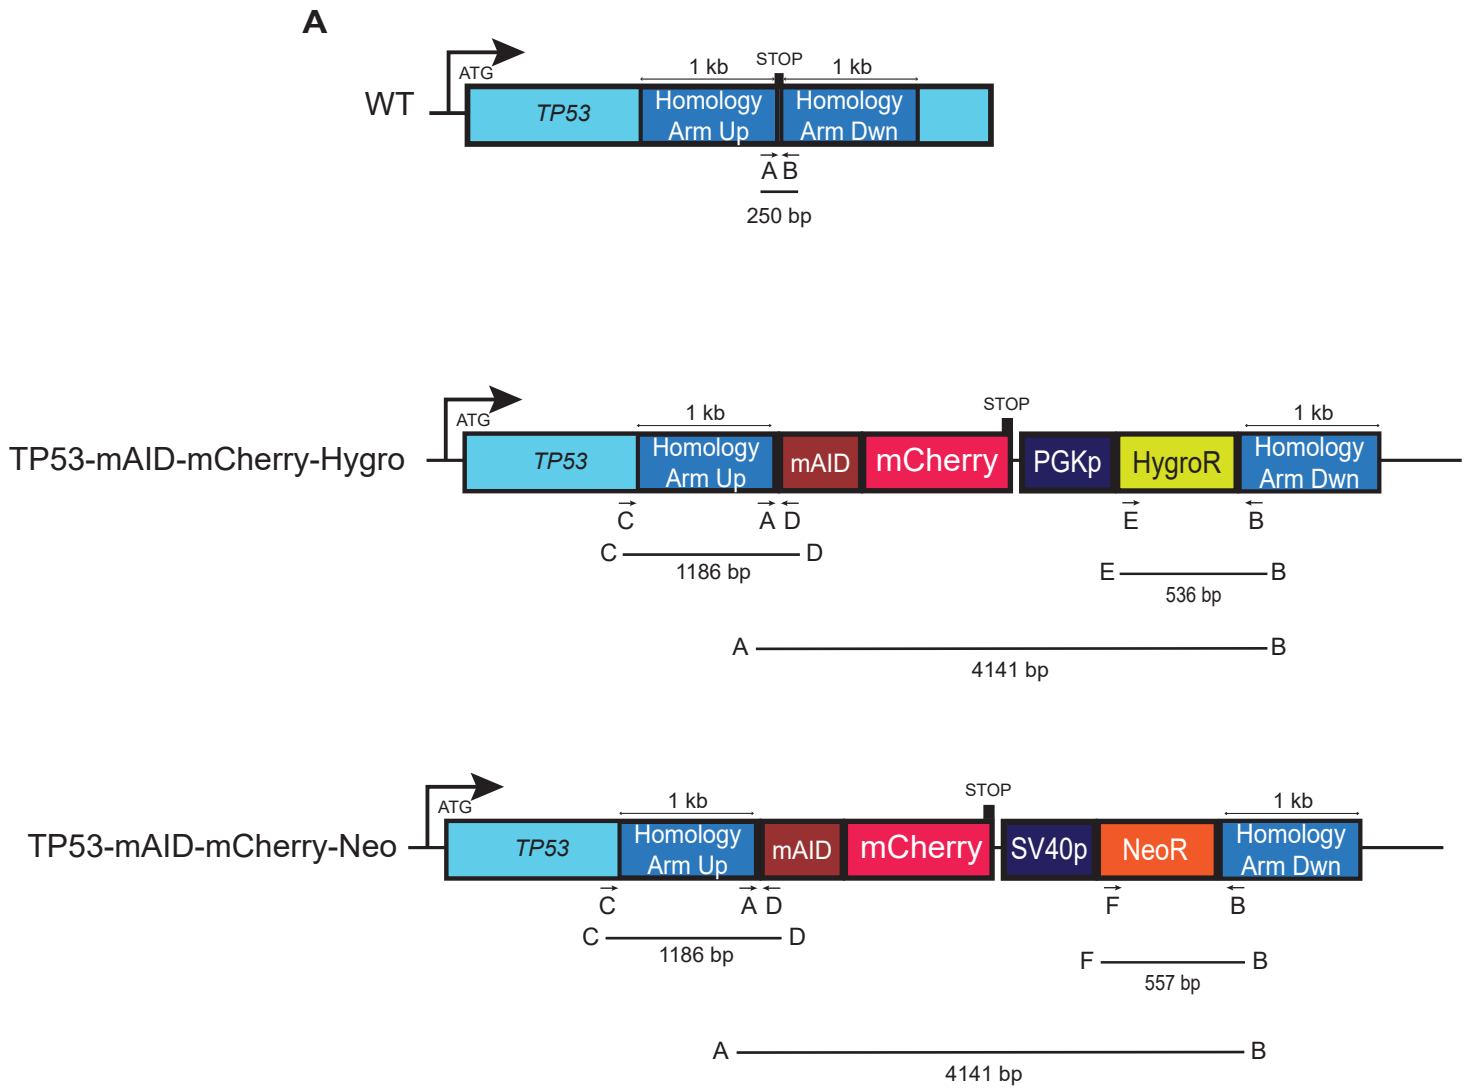 A
STOP
1 kb 1 kb
ATG
WT
TP53
Homology
Arm Up
Homology
Arm Dwn
A B
250 bp
STOP
1 kb 1 kb
ATG
TP53-mAID-mCherry-Hygro
TP53
Homology
Arm Up
mAID
mCherry
PGKp
HygroR
Homology
Arm Dwn
C A D E B
C D
1186 bp
E B
536 bp
A B
4141 bp
STOP
1 kb 1 kb
ATG
TP53-mAID-mCherry-Neo
TP53
Homology
Arm Up
mAID
mCherry
SV40p
NeoR
Homology
Arm Dwn
C A D F B
C D
1186 bp
F B
557 bp
A B
4141 bp